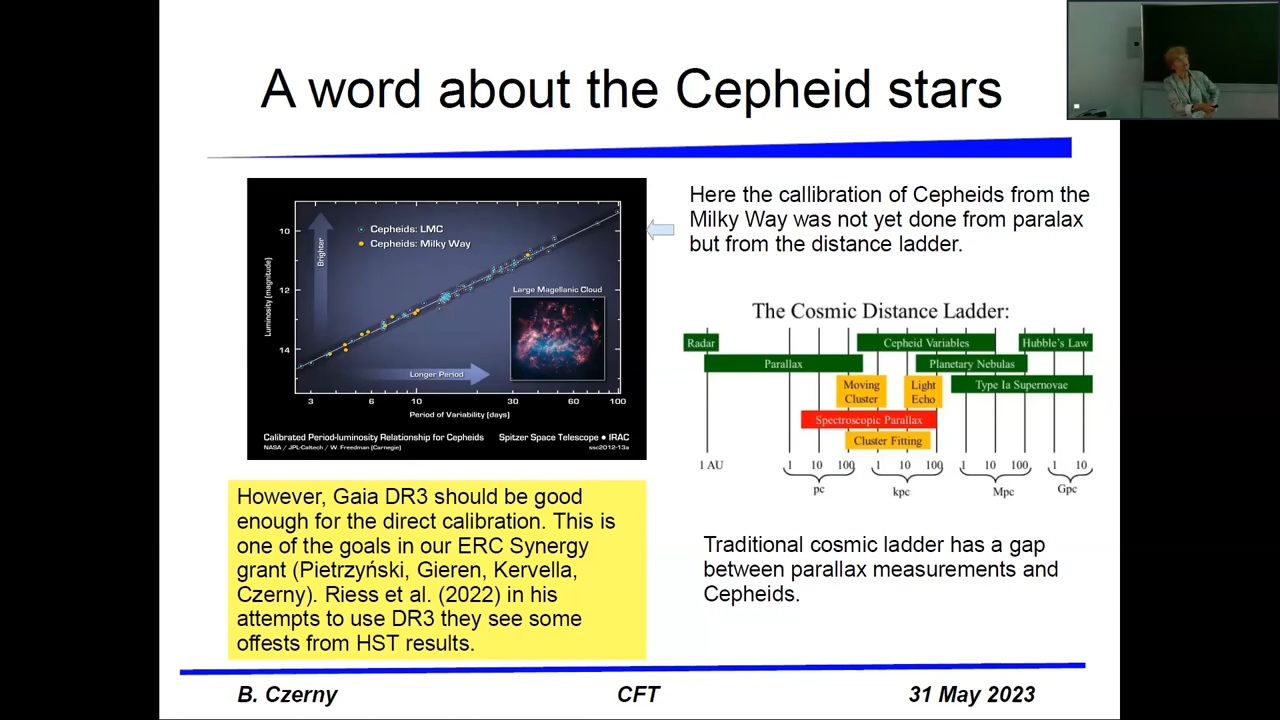 A word about the Cepheid stars
10
12
14
Luminosity (magnitude)
Brighter
Cepheids: LMC
Cepheids: Milky Way
Large Magellanic Cloud
Longer Period
3
6
10
30
60
100
Period of Variability (days)
Calibrated Period-luminosity Relationship for Cepheids
NASA / JPL-Caltech / W. Freedman (Carnegie)
Spitzer Space Telescope • IRAC
ssc2012-13a
Here the callibration of Cepheids from the
Milky Way was not yet done from paralax
but from the distance ladder.
The Cosmic Distance Ladder:
Radar
Cepheid Variables
Hubble's Law
Parallax
Planetary Nebulas
Moving
Cluster
Light
Echo
Type Ia Supernovae
Spectroscopic Parallax
Cluster Fitting
1 AU
1 10 100
1 10 100
1 10 100
1 10
pc
kpc
Mpc
Gpc
However, Gaia DR3 should be good
enough for the direct calibration. This is
one of the goals in our ERC Synergy
grant (Pietrzyński, Gieren, Kervella,
Czerny). Riess et al. (2022) in his
attempts to use DR3 they see some
offests from HST results.
Traditional cosmic ladder has a gap
between parallax measurements and
Cepheids.
B. Czerny
CFT
31 May 2023